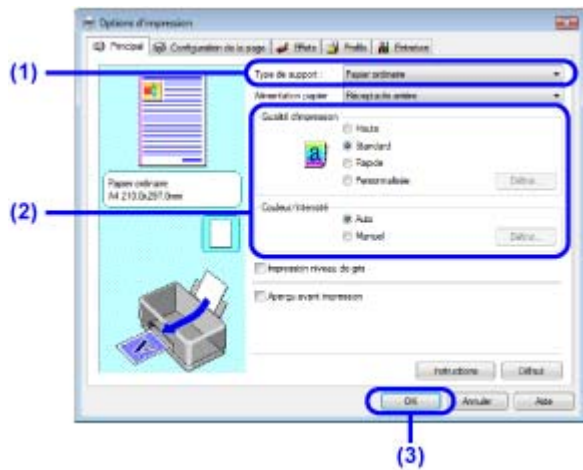 Options d'impression
Principal Configuration de la page Effets Profils Entretien
(1)
Type de support : Papier ordinaire
Alimentation papier Réceptacle arrière
(2)
Qualité d'impression
Haute
Standard
Rapide
Personnalisée Définir...
Papier ordinaire
A4 210.0x297.0mm
Couleur/Intensité
Auto
Manuel Définir...
Impression niveaux de gris
Aperçu avant impression
Instructions Défaut
OK Annuler Aide
(3)